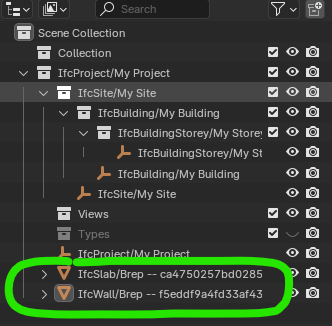 Search
Scene Collection
Collection
IfcProject/My Project
IfcSite/My Site
IfcBuilding/My Building
IfcBuildingStorey/My Storey
IfcBuildingStorey/My St
IfcBuilding/My Building
IfcSite/My Site
Views
Types
IfcProject/My Project
IfcSlab/Brep -- ca4750257bd0285
IfcWall/Brep -- f5eddf9a4fd33af43